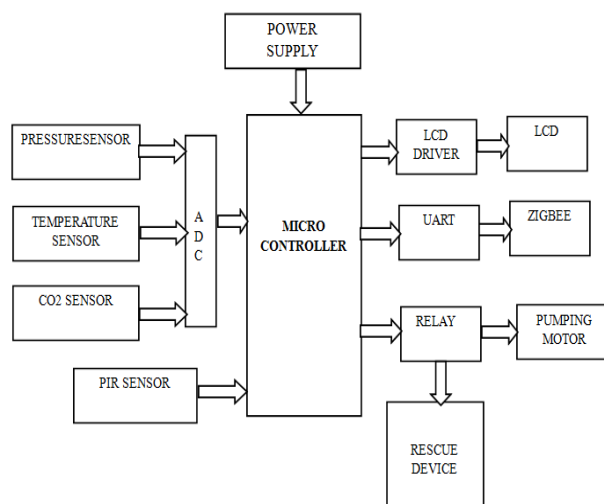 POWER
SUPPLY
PRESSURESENSOR
TEMPERATURE
SENSOR
CO2 SENSOR
PIR SENSOR
A
D
C
MICRO
CONTROLLER
LCD
DRIVER
LCD
UART
ZIGBEE
RELAY
PUMPING
MOTOR
RESCUE
DEVICE